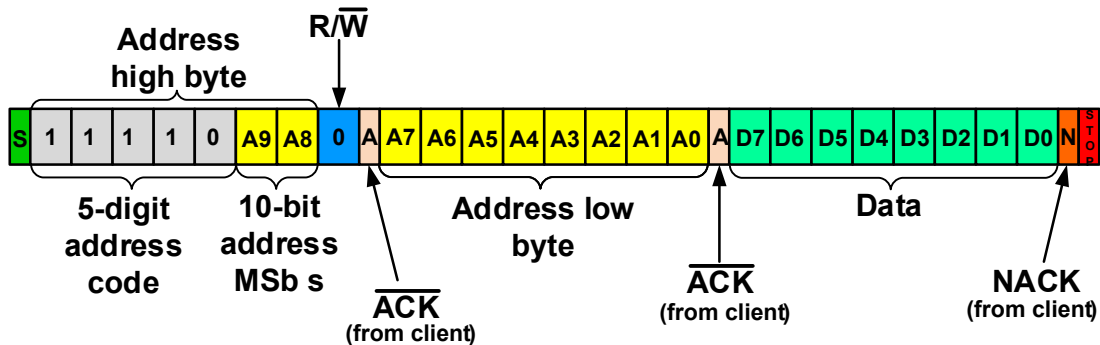 R/W
Address
high byte
S 1 1 1 1 0 A9 A8 0 A A7 A6 A5 A4 A3 A2 A1 A0 A D7 D6 D5 D4 D3 D2 D1 D0 N STOP
5-digit
address
code
10-bit
address
MSb s
Address low
byte
Data
ACK
(from client)
ACK
(from client)
NACK
(from client)